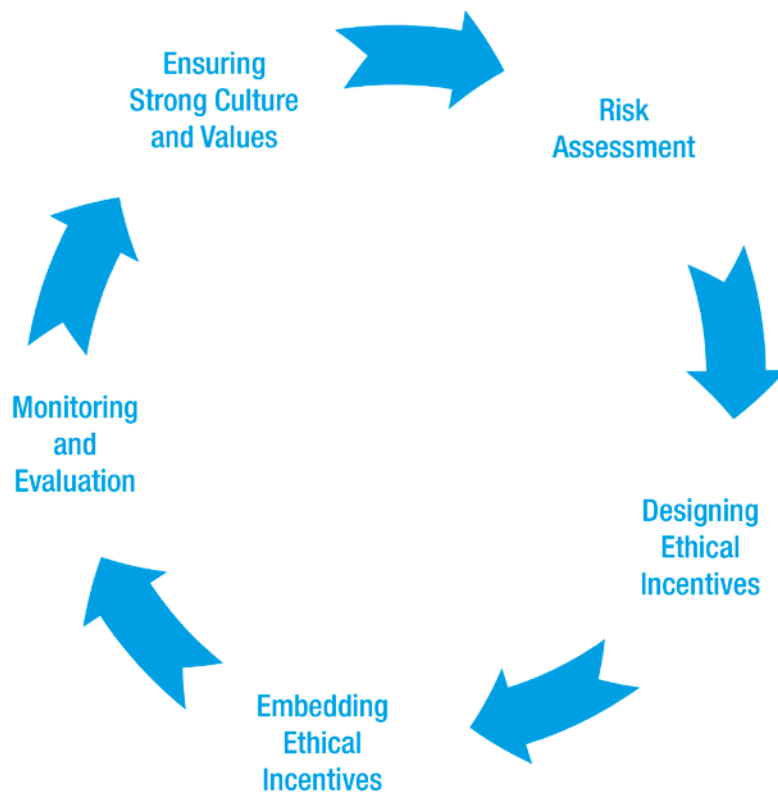 Ensuring
Strong Culture
and Values
Risk
Assessment
Designing
Ethical
Incentives
Embedding
Ethical
Incentives
Monitoring
and
Evaluation